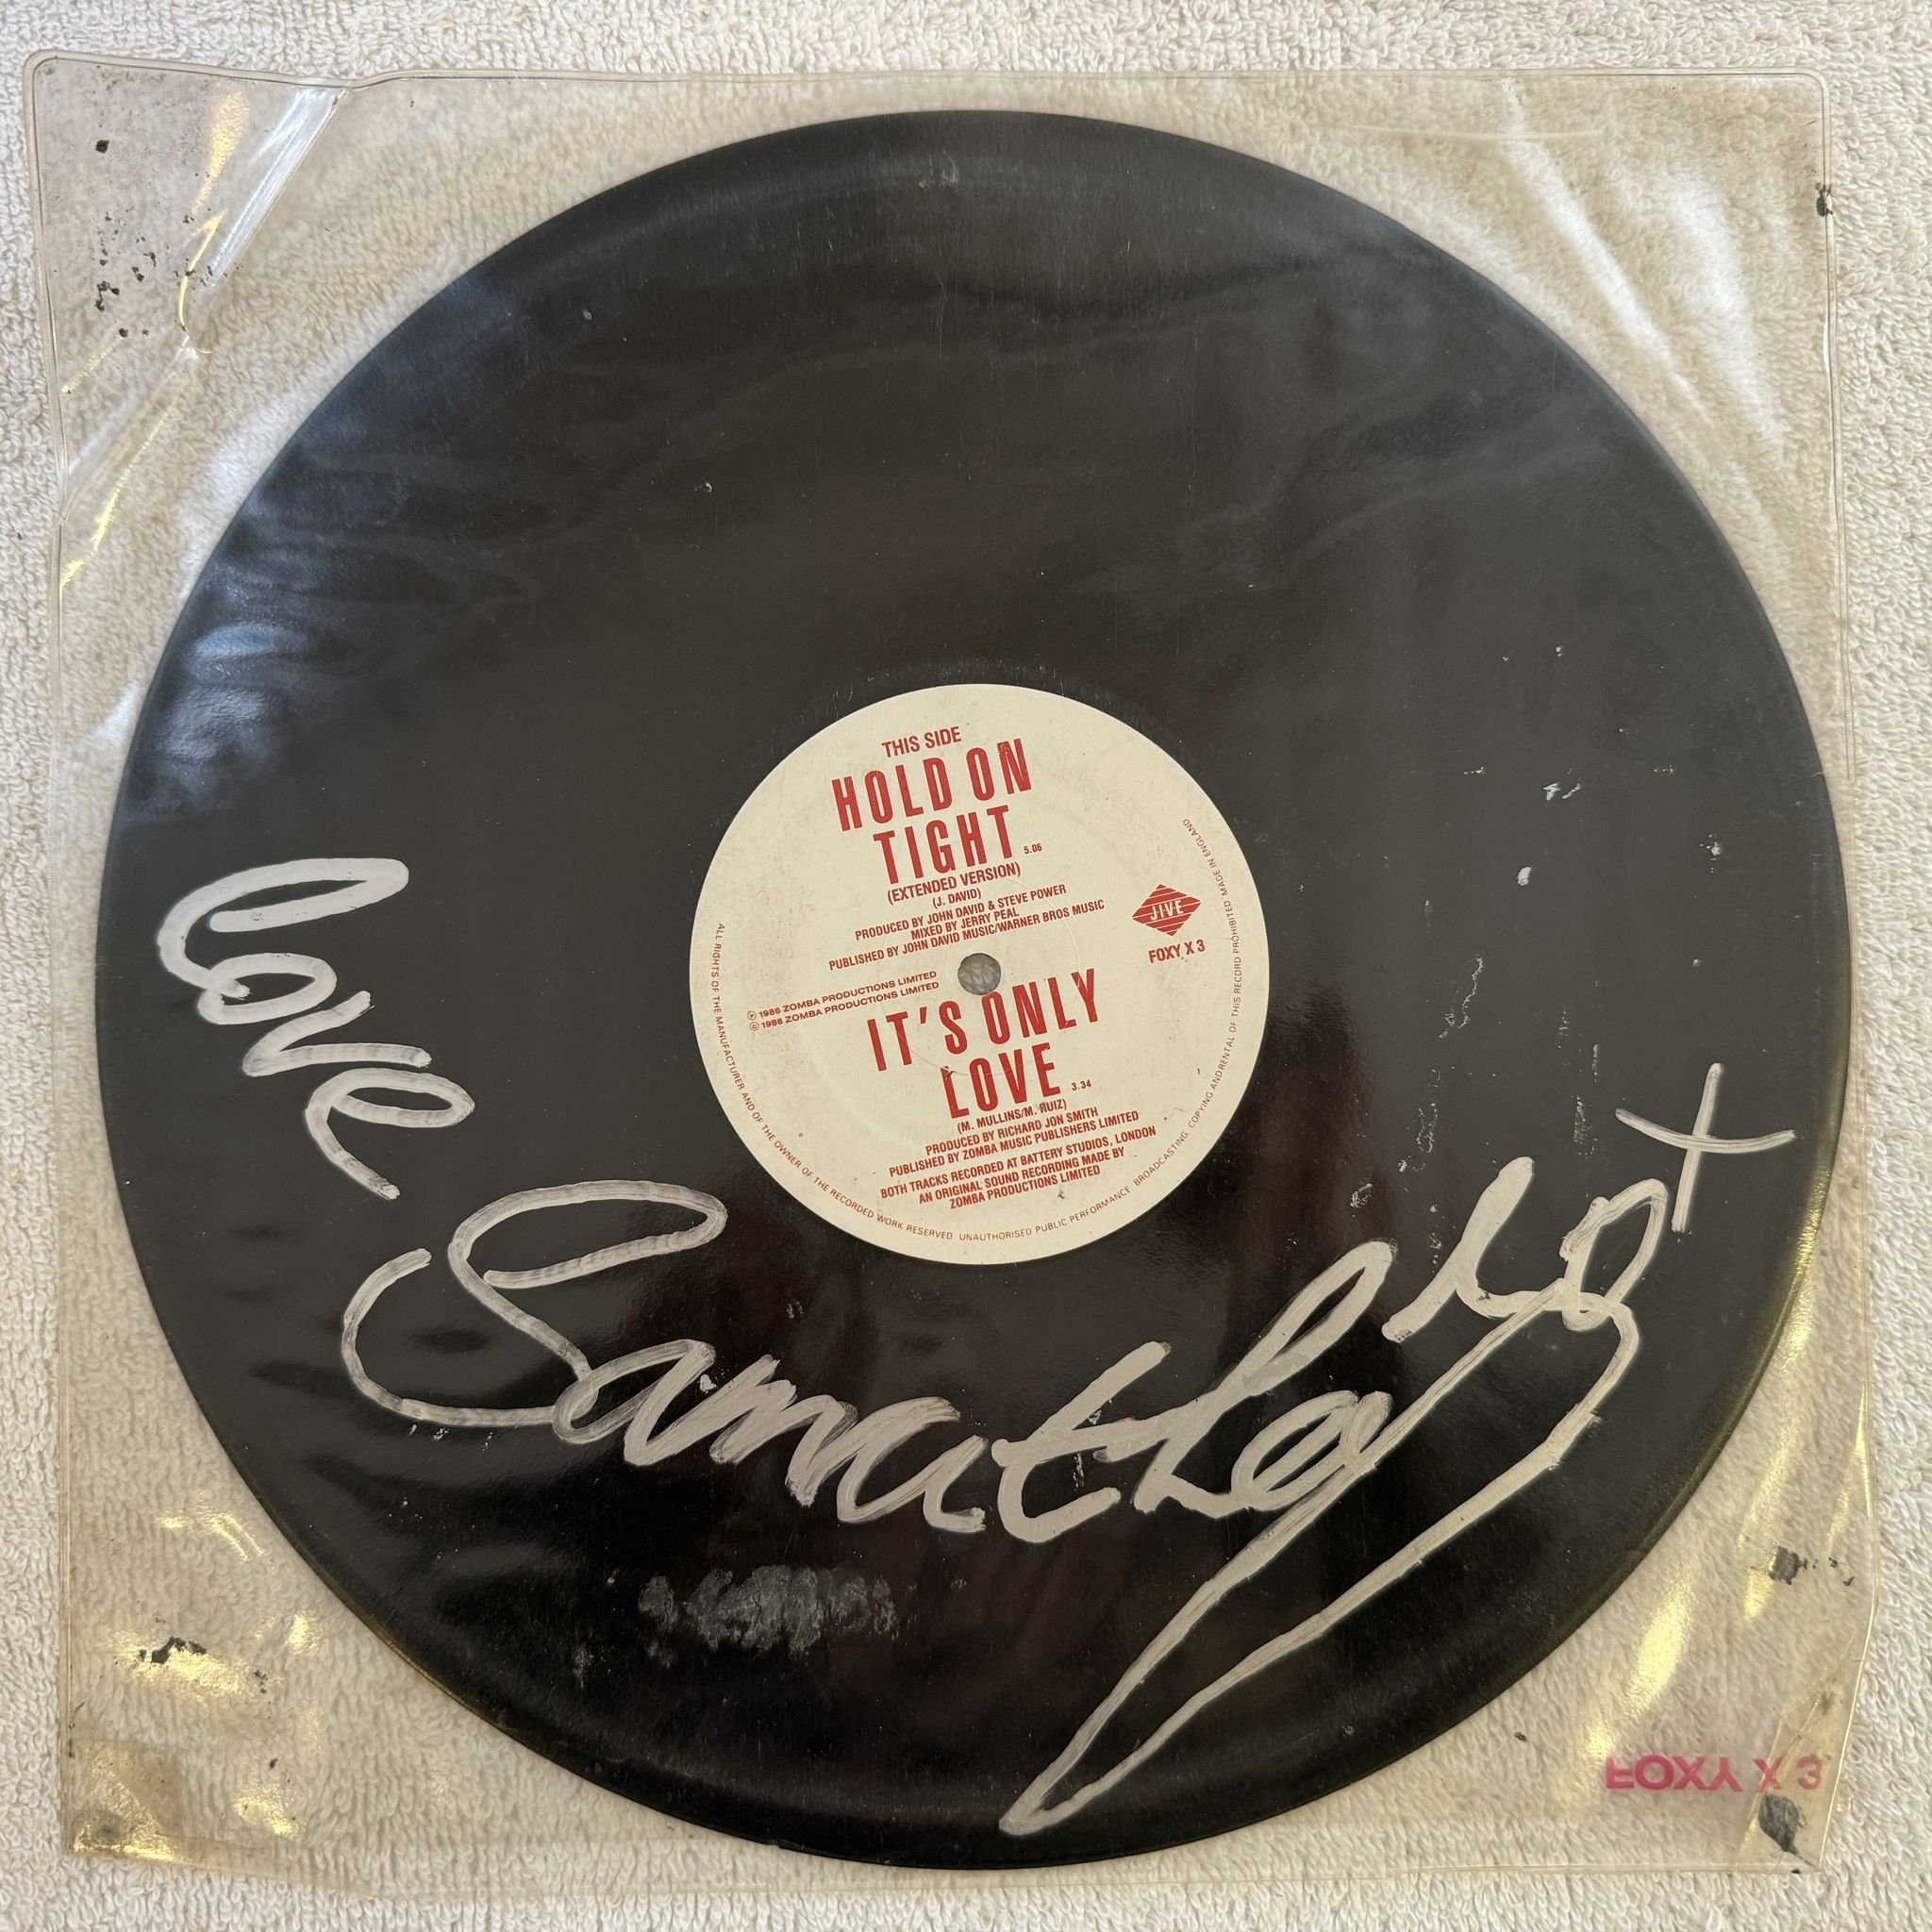 THIS SIDE
HOLD ON
TIGHT 5.06
(EXTENDED VERSION)
(J. DAVID)
PRODUCED BY JOHN DAVID & STEVE POWER
MIXED BY JERRY PEAL
PUBLISHED BY JOHN DAVID MUSIC/WARNER BROS MUSIC
JIVE
FOXY X 3
℗ 1986 ZOMBA PRODUCTIONS LIMITED
© 1986 ZOMBA PRODUCTIONS LIMITED
IT'S ONLY
LOVE 3.34
(M. MULLINS/M. RUIZ)
PRODUCED BY RICHARD JON SMITH
PUBLISHED BY ZOMBA MUSIC PUBLISHERS LIMITED
BOTH TRACKS RECORDED AT BATTERY STUDIOS, LONDON
AN ORIGINAL SOUND RECORDING MADE BY
ZOMBA PRODUCTIONS LIMITED
ALL RIGHTS OF THE MANUFACTURER AND OF THE OWNER OF THE RECORDED WORK RESERVED UNAUTHORISED PUBLIC PERFORMANCE BROADCASTING COPYING AND RENTAL OF THIS RECORD PROHIBITED MADE IN ENGLAND
love
Samantha
FOXY X 3